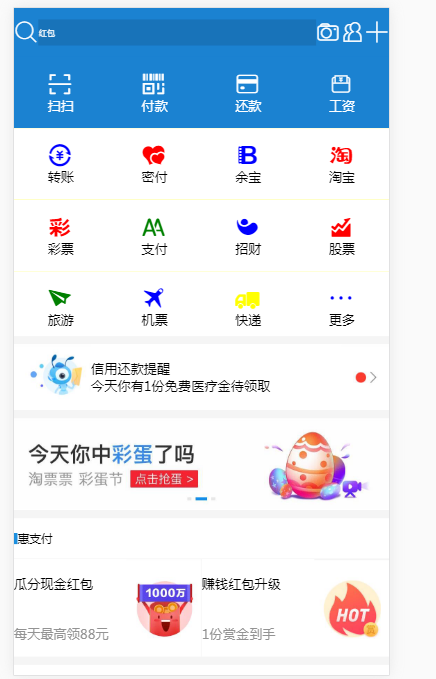 红包
扫扫 付款 还款 工资
转账 密付 余宝 淘宝
彩票 支付 招财 股票
旅游 机票 快递 更多
信用还款提醒
今天你有1份免费医疗金待领取
今天你中彩蛋了吗
淘票票 彩蛋节 点击抢蛋 >
惠支付
瓜分现金红包
1000万
每天最高领88元
赚钱红包升级
HOT
1份赏金到手